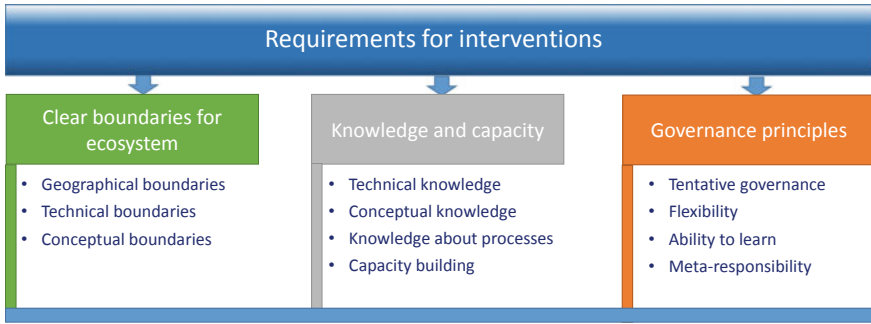 Requirements for interventions
Clear boundaries for
ecosystem
• Geographical boundaries
• Technical boundaries
• Conceptual boundaries
Knowledge and capacity
• Technical knowledge
• Conceptual knowledge
• Knowledge about processes
• Capacity building
Governance principles
• Tentative governance
• Flexibility
• Ability to learn
• Meta-responsibility